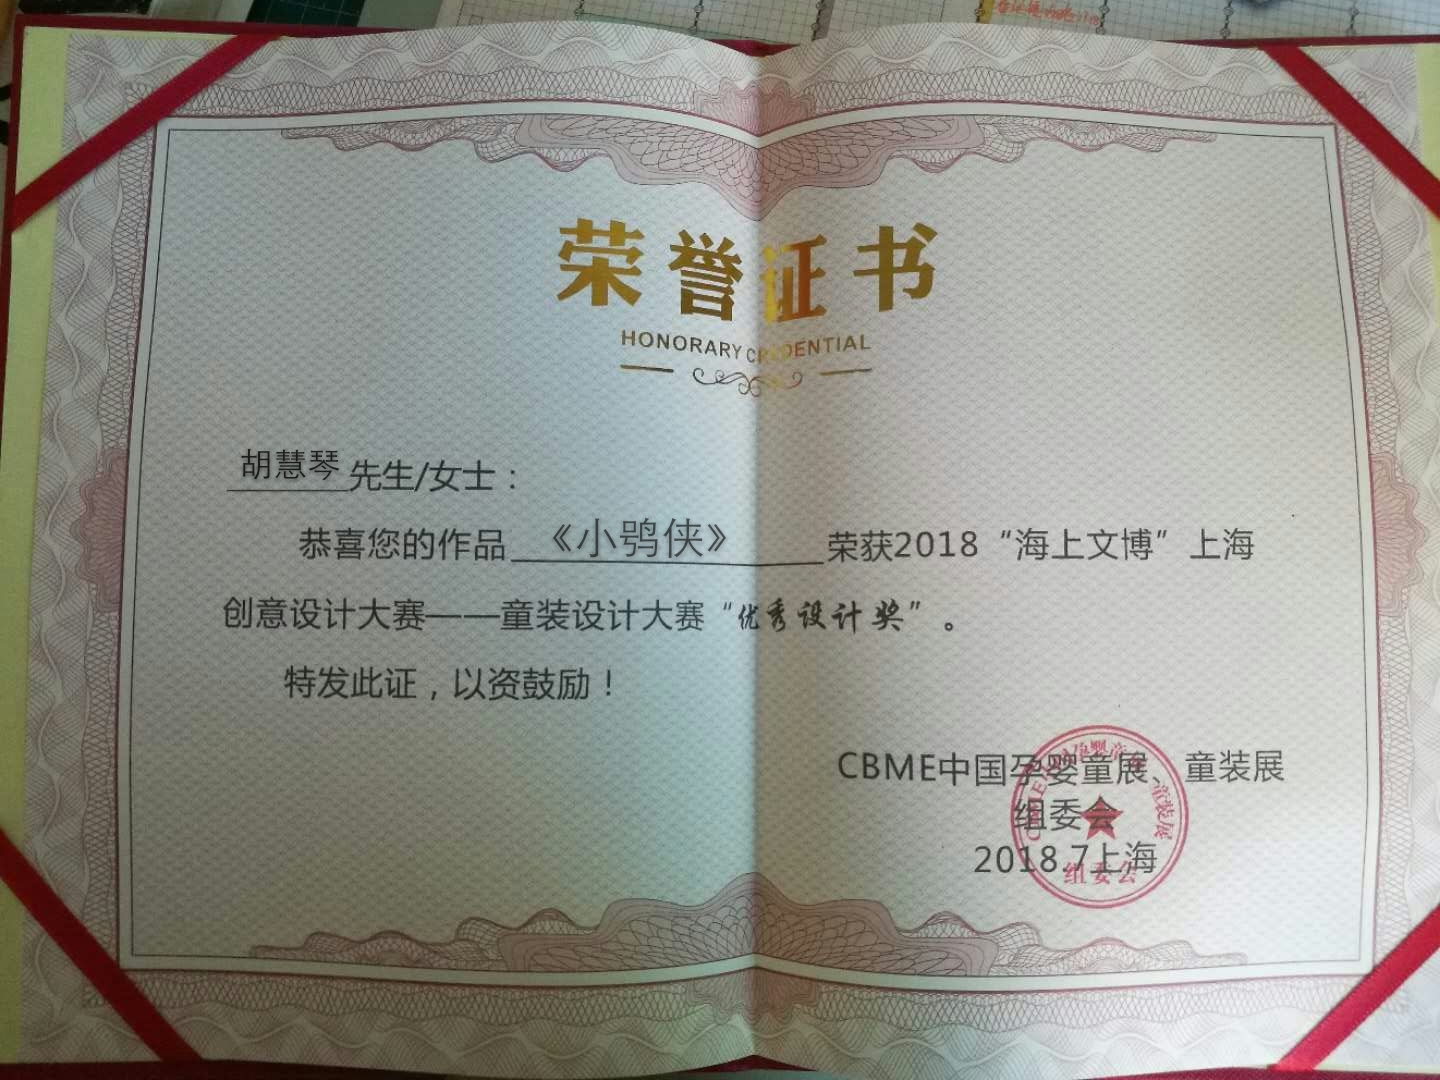 荣誉证书
HONORARY CREDENTIAL
胡慧琴先生/女士：
恭喜您的作品《小鸮侠》荣获2018“海上文博”上海
创意设计大赛——童装设计大赛“优秀设计奖”。
特发此证，以资鼓励！
CBME中国孕婴童展、童装展
组委会
2018.7上海
组委会